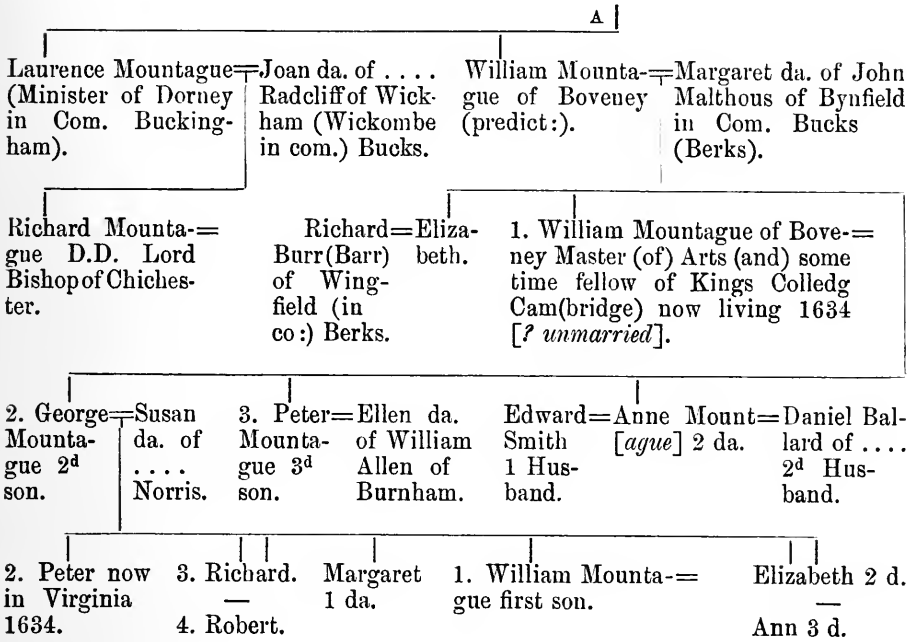 A
Laurence Mountague=Joan da. of . . . .
(Minister of Dorney
in Com. Bucking-
ham).
Radcliff of Wick-
ham (Wickombe
in com.) Bucks.
William Mounta-=Margaret da. of John
gue of Boveney
(predict:).
Malthous of Bynfield
in Com. Bucks
(Berks).
Richard Mounta-=
gue D.D. Lord
Bishop of Chiches-
ter.
Richard=Eliza-
Burr(Barr) beth.
of Wing-
field (in
co:) Berks.
1. William Mountague of Bove-=
ney Master (of) Arts (and) some
time fellow of Kings Colledg
Cam(bridge) now living 1634
[? unmarried].
2. George=Susan
Mounta-
gue 2d
son.
da. of
. . . .
Norris.
3. Peter=Ellen da.
Mounta-
gue 3d
son.
of William
Allen of
Burnham.
Edward=Anne Mount=Daniel Bal-
Smith
1 Hus-
band.
[ague] 2 da.
lard of . . . .
2d Hus-
band.
2. Peter now
in Virginia
1634.
3. Richard.
—
4. Robert.
Margaret
1 da.
1. William Mounta-=
gue first son.
Elizabeth 2 d.
—
Ann 3 d.